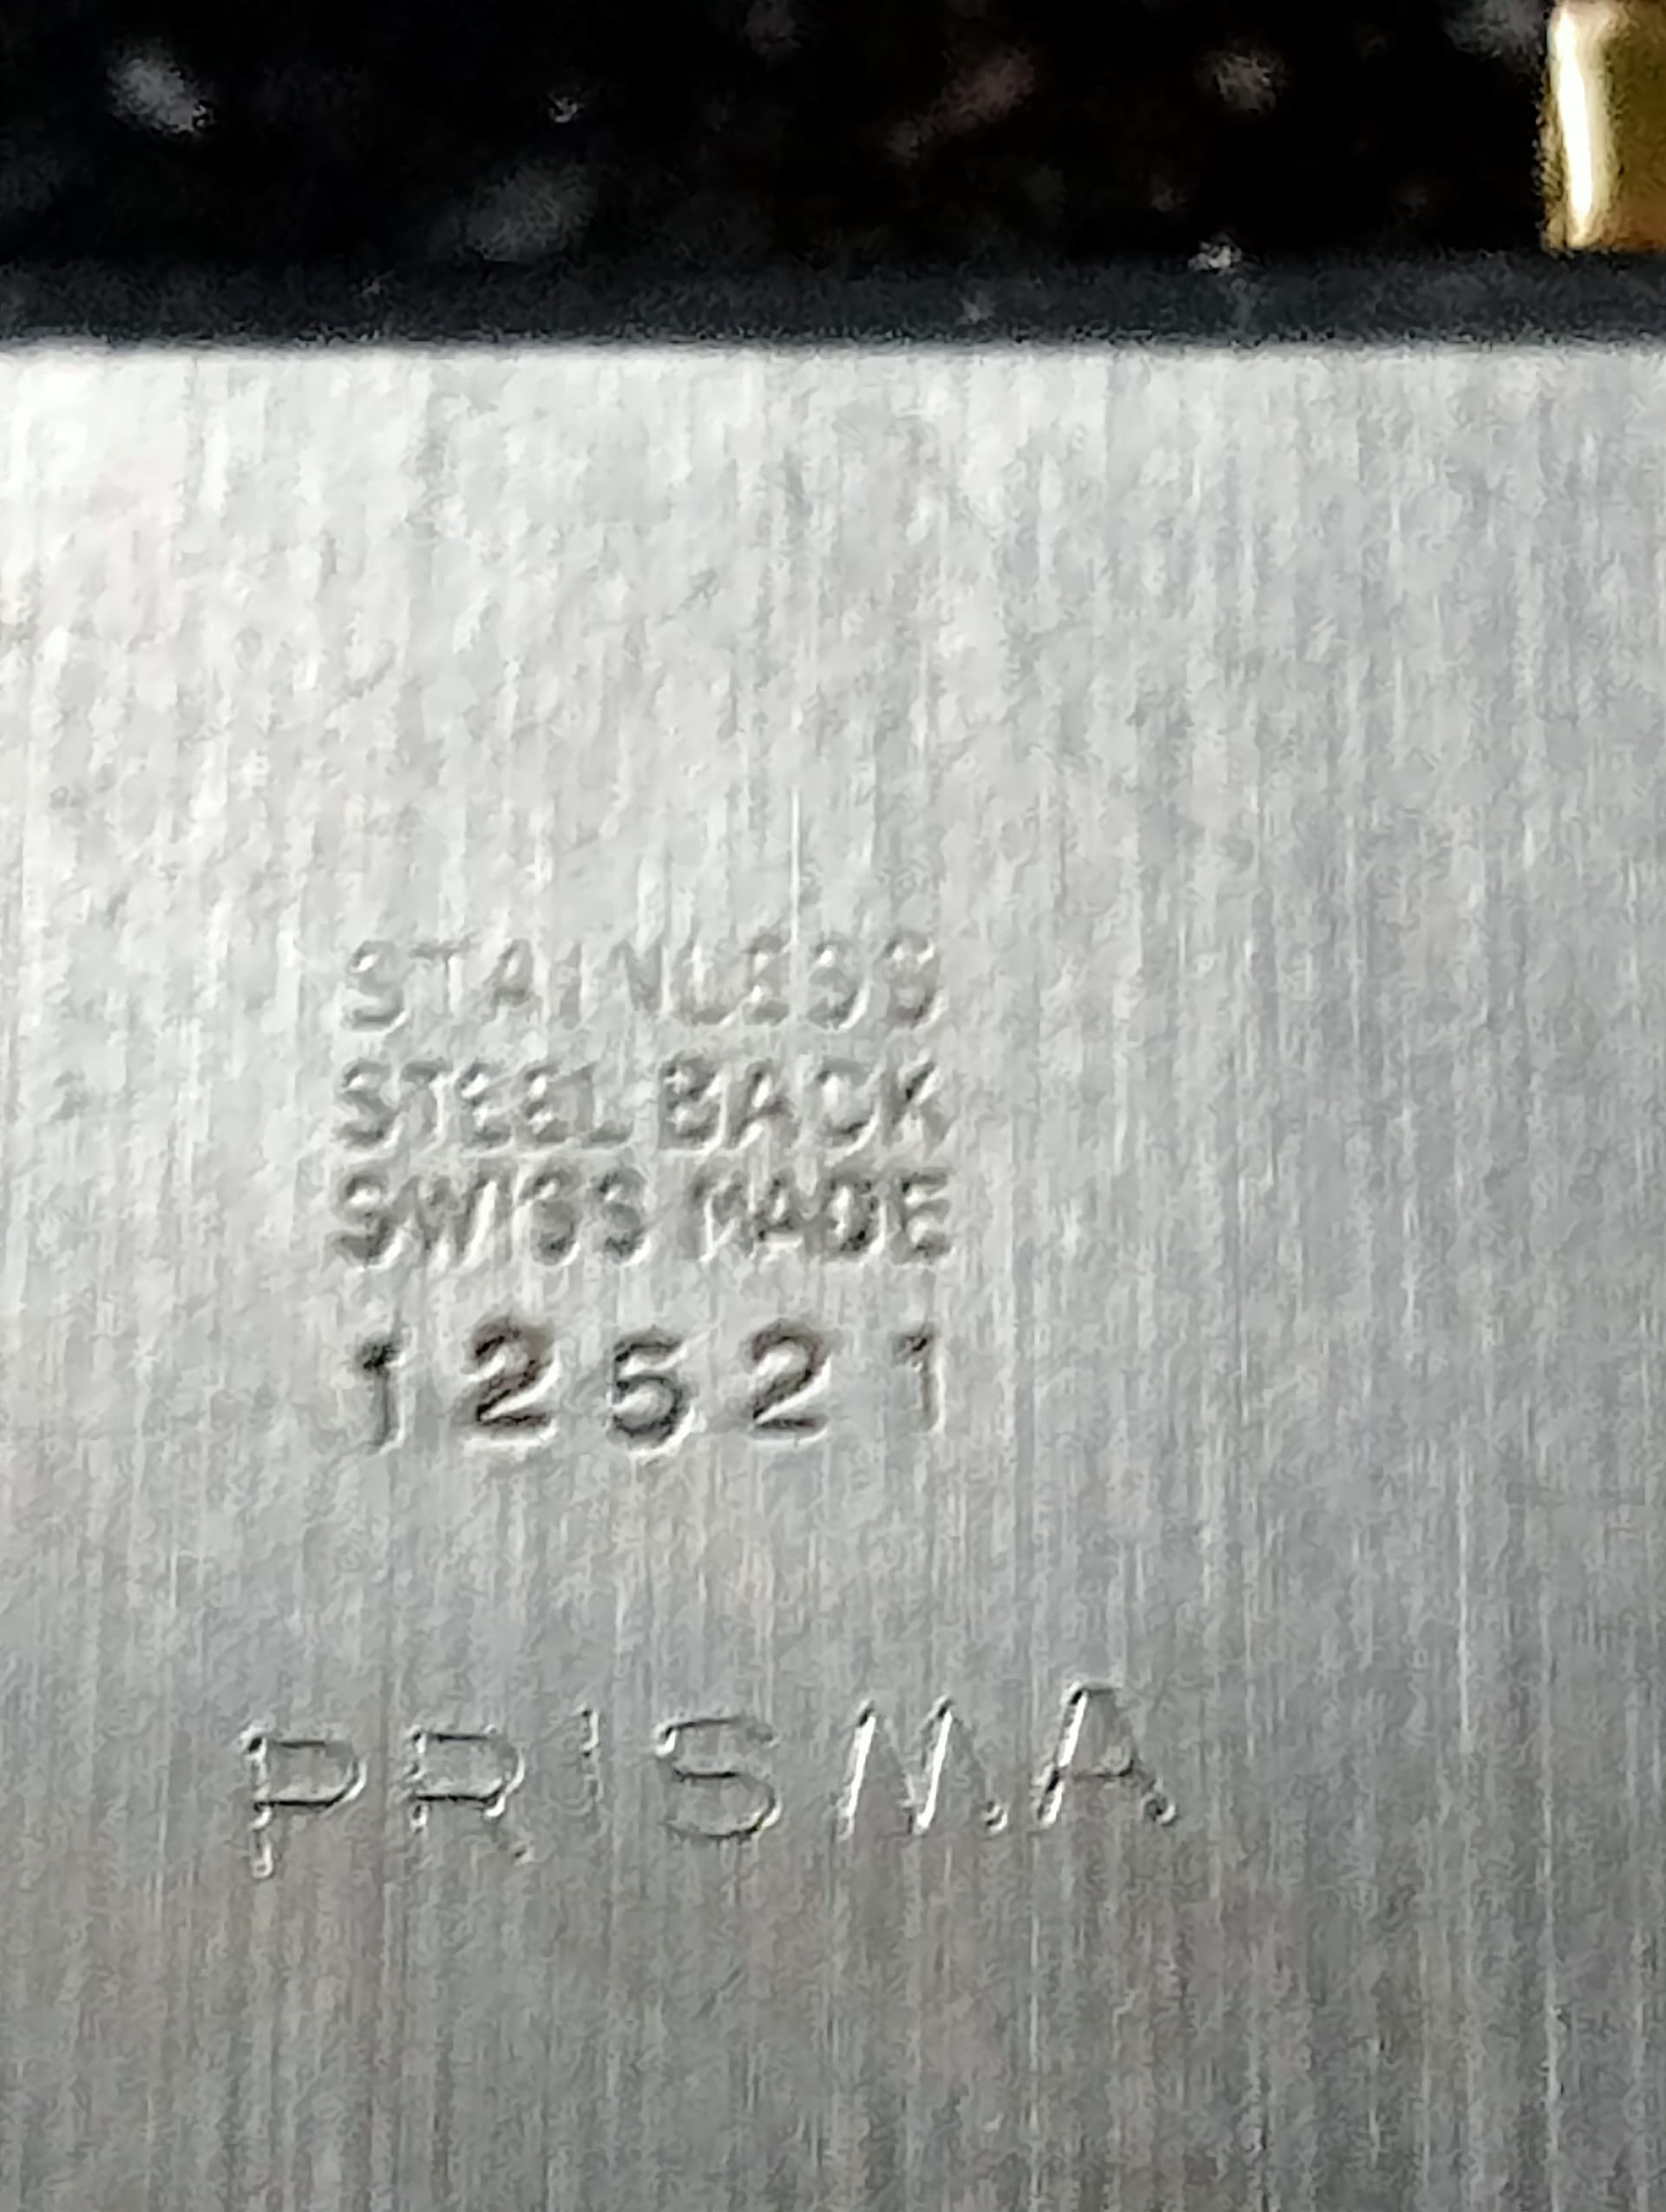 STAINLESS
STEEL BACK
SWISS MADE
12521
PRISMA